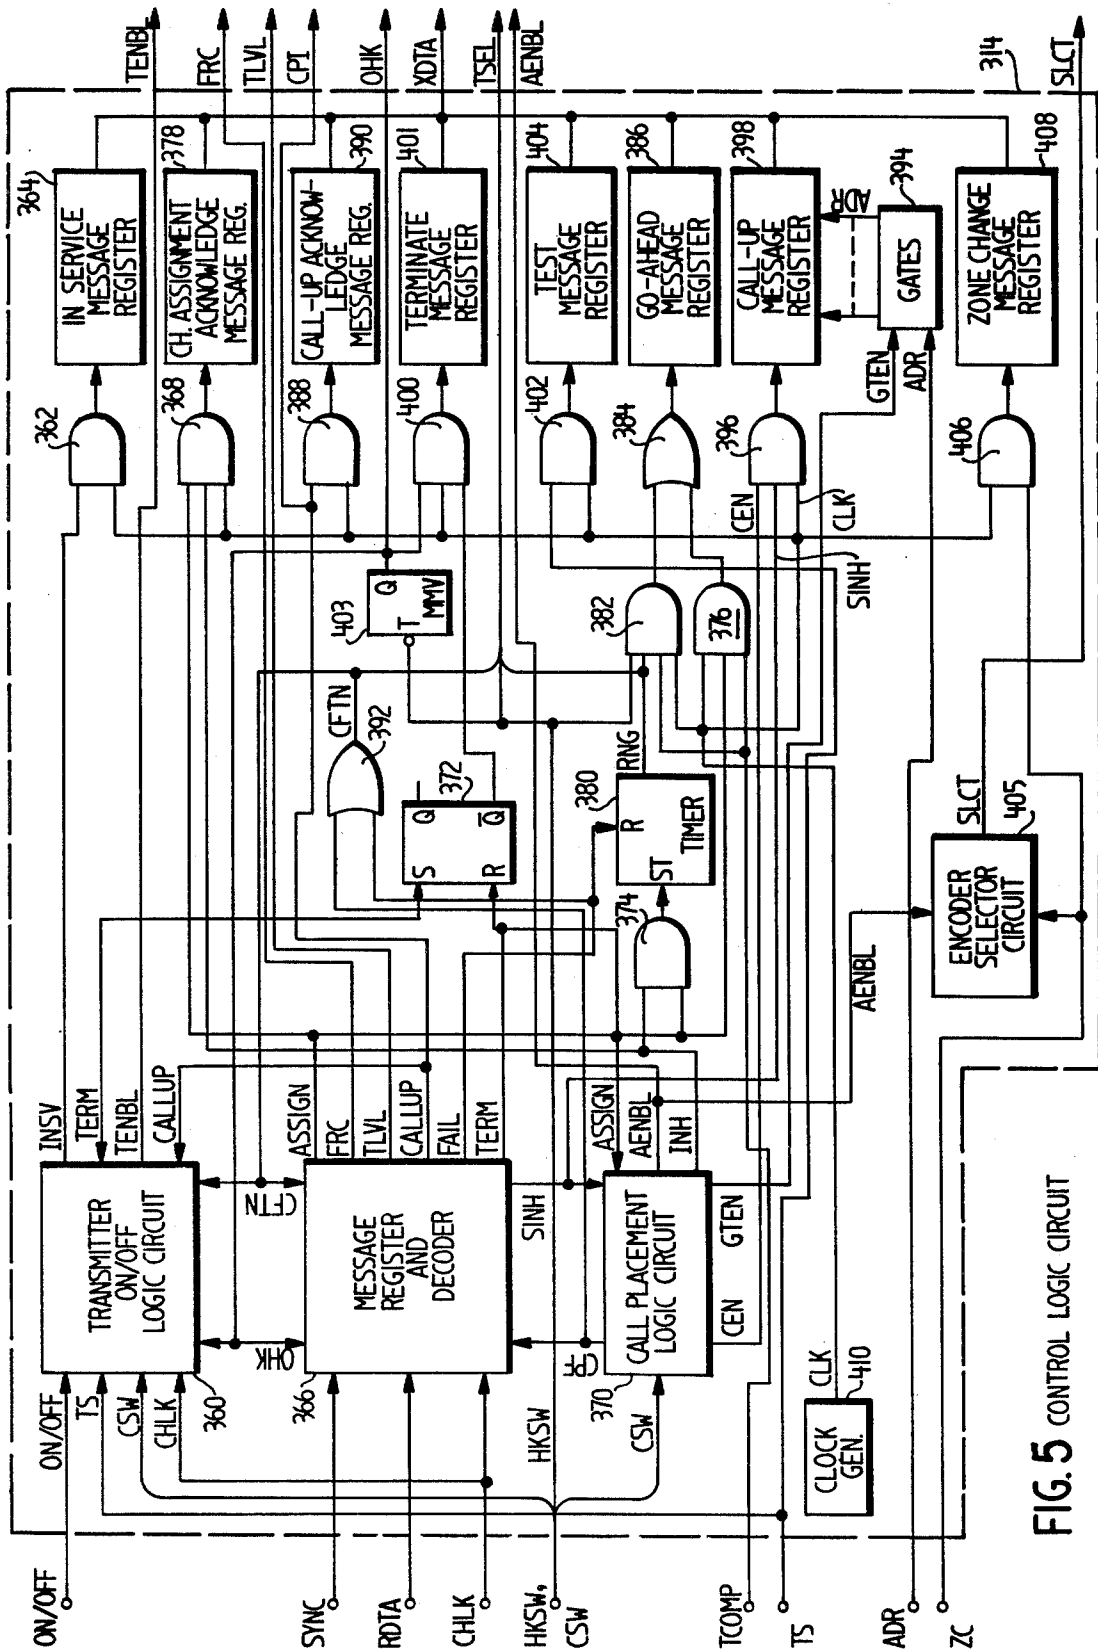 ON/OFF
SYNC
RDTA
CHLK
HKSW,
CSW
TCOMP
TS
ADR
ZC
ON/OFF
TS
CSW
CHLK
360
TRANSMITTER
ON/OFF
LOGIC CIRCUIT
INSV
TERM
TENBL
CALLUP
OHK
CFTN
366
MESSAGE
REGISTER
AND
DECODER
ASSIGN
FRC
TLVL
CALLUP
FAIL
TERM
SINH
CPF
HKSW
CSW
370
CALL PLACEMENT
LOGIC CIRCUIT
ASSIGN
AENBL
INH
CEN
GTEN
CLOCK
GEN.
410
CLK
CFTN
392
S
Q
372
R
Q
403
T
Q
MMV
374
ST
R
TIMER
380
RNG
382
376
AENBL
ENCODER
SELECTOR
CIRCUIT
405
SLCT
362
364
IN SERVICE
MESSAGE
REGISTER
368
378
CH. ASSIGNMENT
ACKNOWLEDGE
MESSAGE REG.
388
390
CALL-UP ACKNOW-
LEDGE
MESSAGE REG.
400
401
TERMINATE
MESSAGE
REGISTER
402
404
TEST
MESSAGE
REGISTER
384
386
GO-AHEAD
MESSAGE
REGISTER
CEN
396
398
CALL-UP
MESSAGE
REGISTER
CLK
SINH
ADR
GTEN
ADR
394
GATES
406
408
ZONE CHANGE
MESSAGE
REGISTER
TENBL
FRC
TLVL
CPI
OHK
XDTA
TSEL
AENBL
314
SLCT
FIG. 5 CONTROL LOGIC CIRCUIT